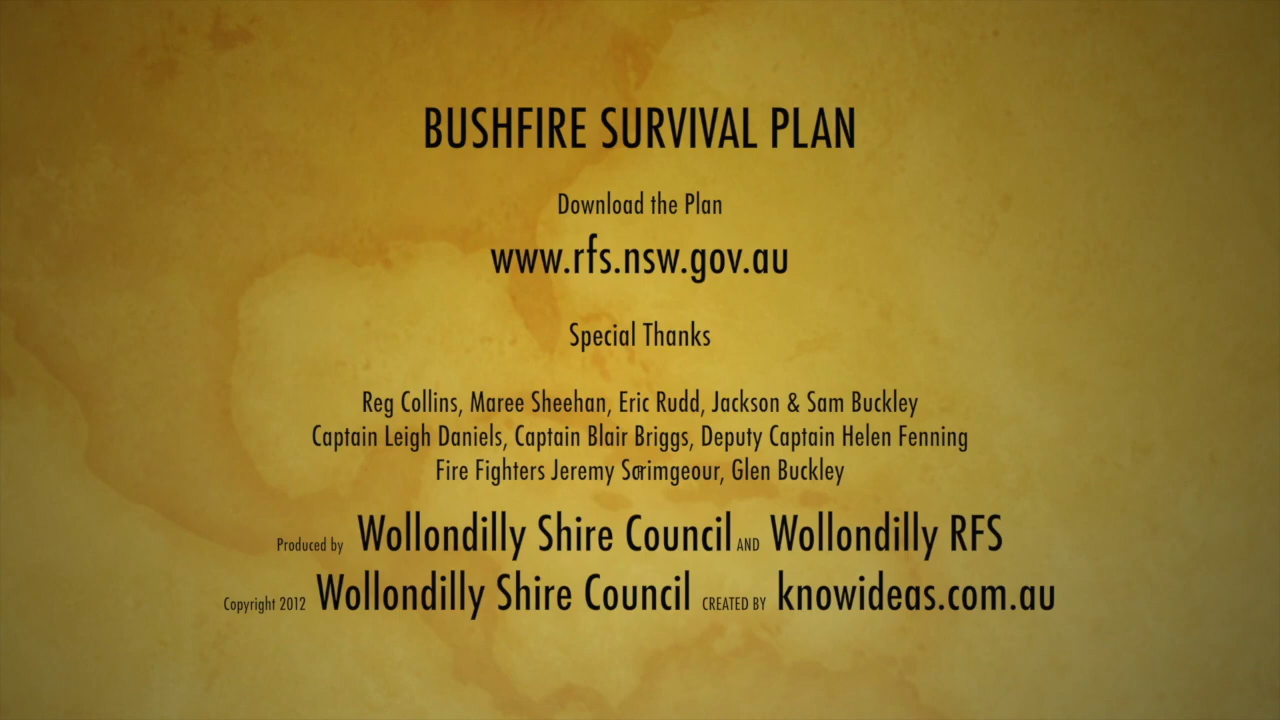 BUSHFIRE SURVIVAL PLAN
Download the Plan
www.rfs.nsw.gov.au
Special Thanks
Reg Collins, Maree Sheehan, Eric Rudd, Jackson & Sam Buckley
Captain Leigh Daniels, Captain Blair Briggs, Deputy Captain Helen Fenning
Fire Fighters Jeremy Scrimgeour, Glen Buckley
Produced by Wollondilly Shire Council AND Wollondilly RFS
Copyright 2012 Wollondilly Shire Council CREATED BY knowideas.com.au